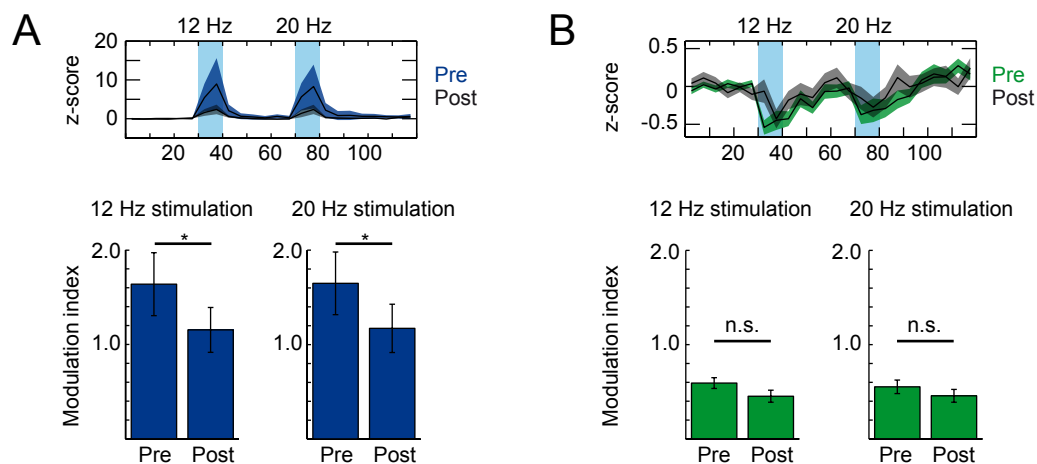 A
12 Hz 20 Hz
20
10
0
z-score
Pre
Post
20 40 60 80 100
12 Hz stimulation
20 Hz stimulation
*
*
2.0
1.0
2.0
1.0
Modulation index
Pre Post
Pre Post
B
12 Hz 20 Hz
0.5
0
-0.5
z-score
Pre
Post
20 40 60 80 100
12 Hz stimulation
20 Hz stimulation
2.0
1.0
2.0
1.0
n.s.
n.s.
Modulation index
Pre Post
Pre Post